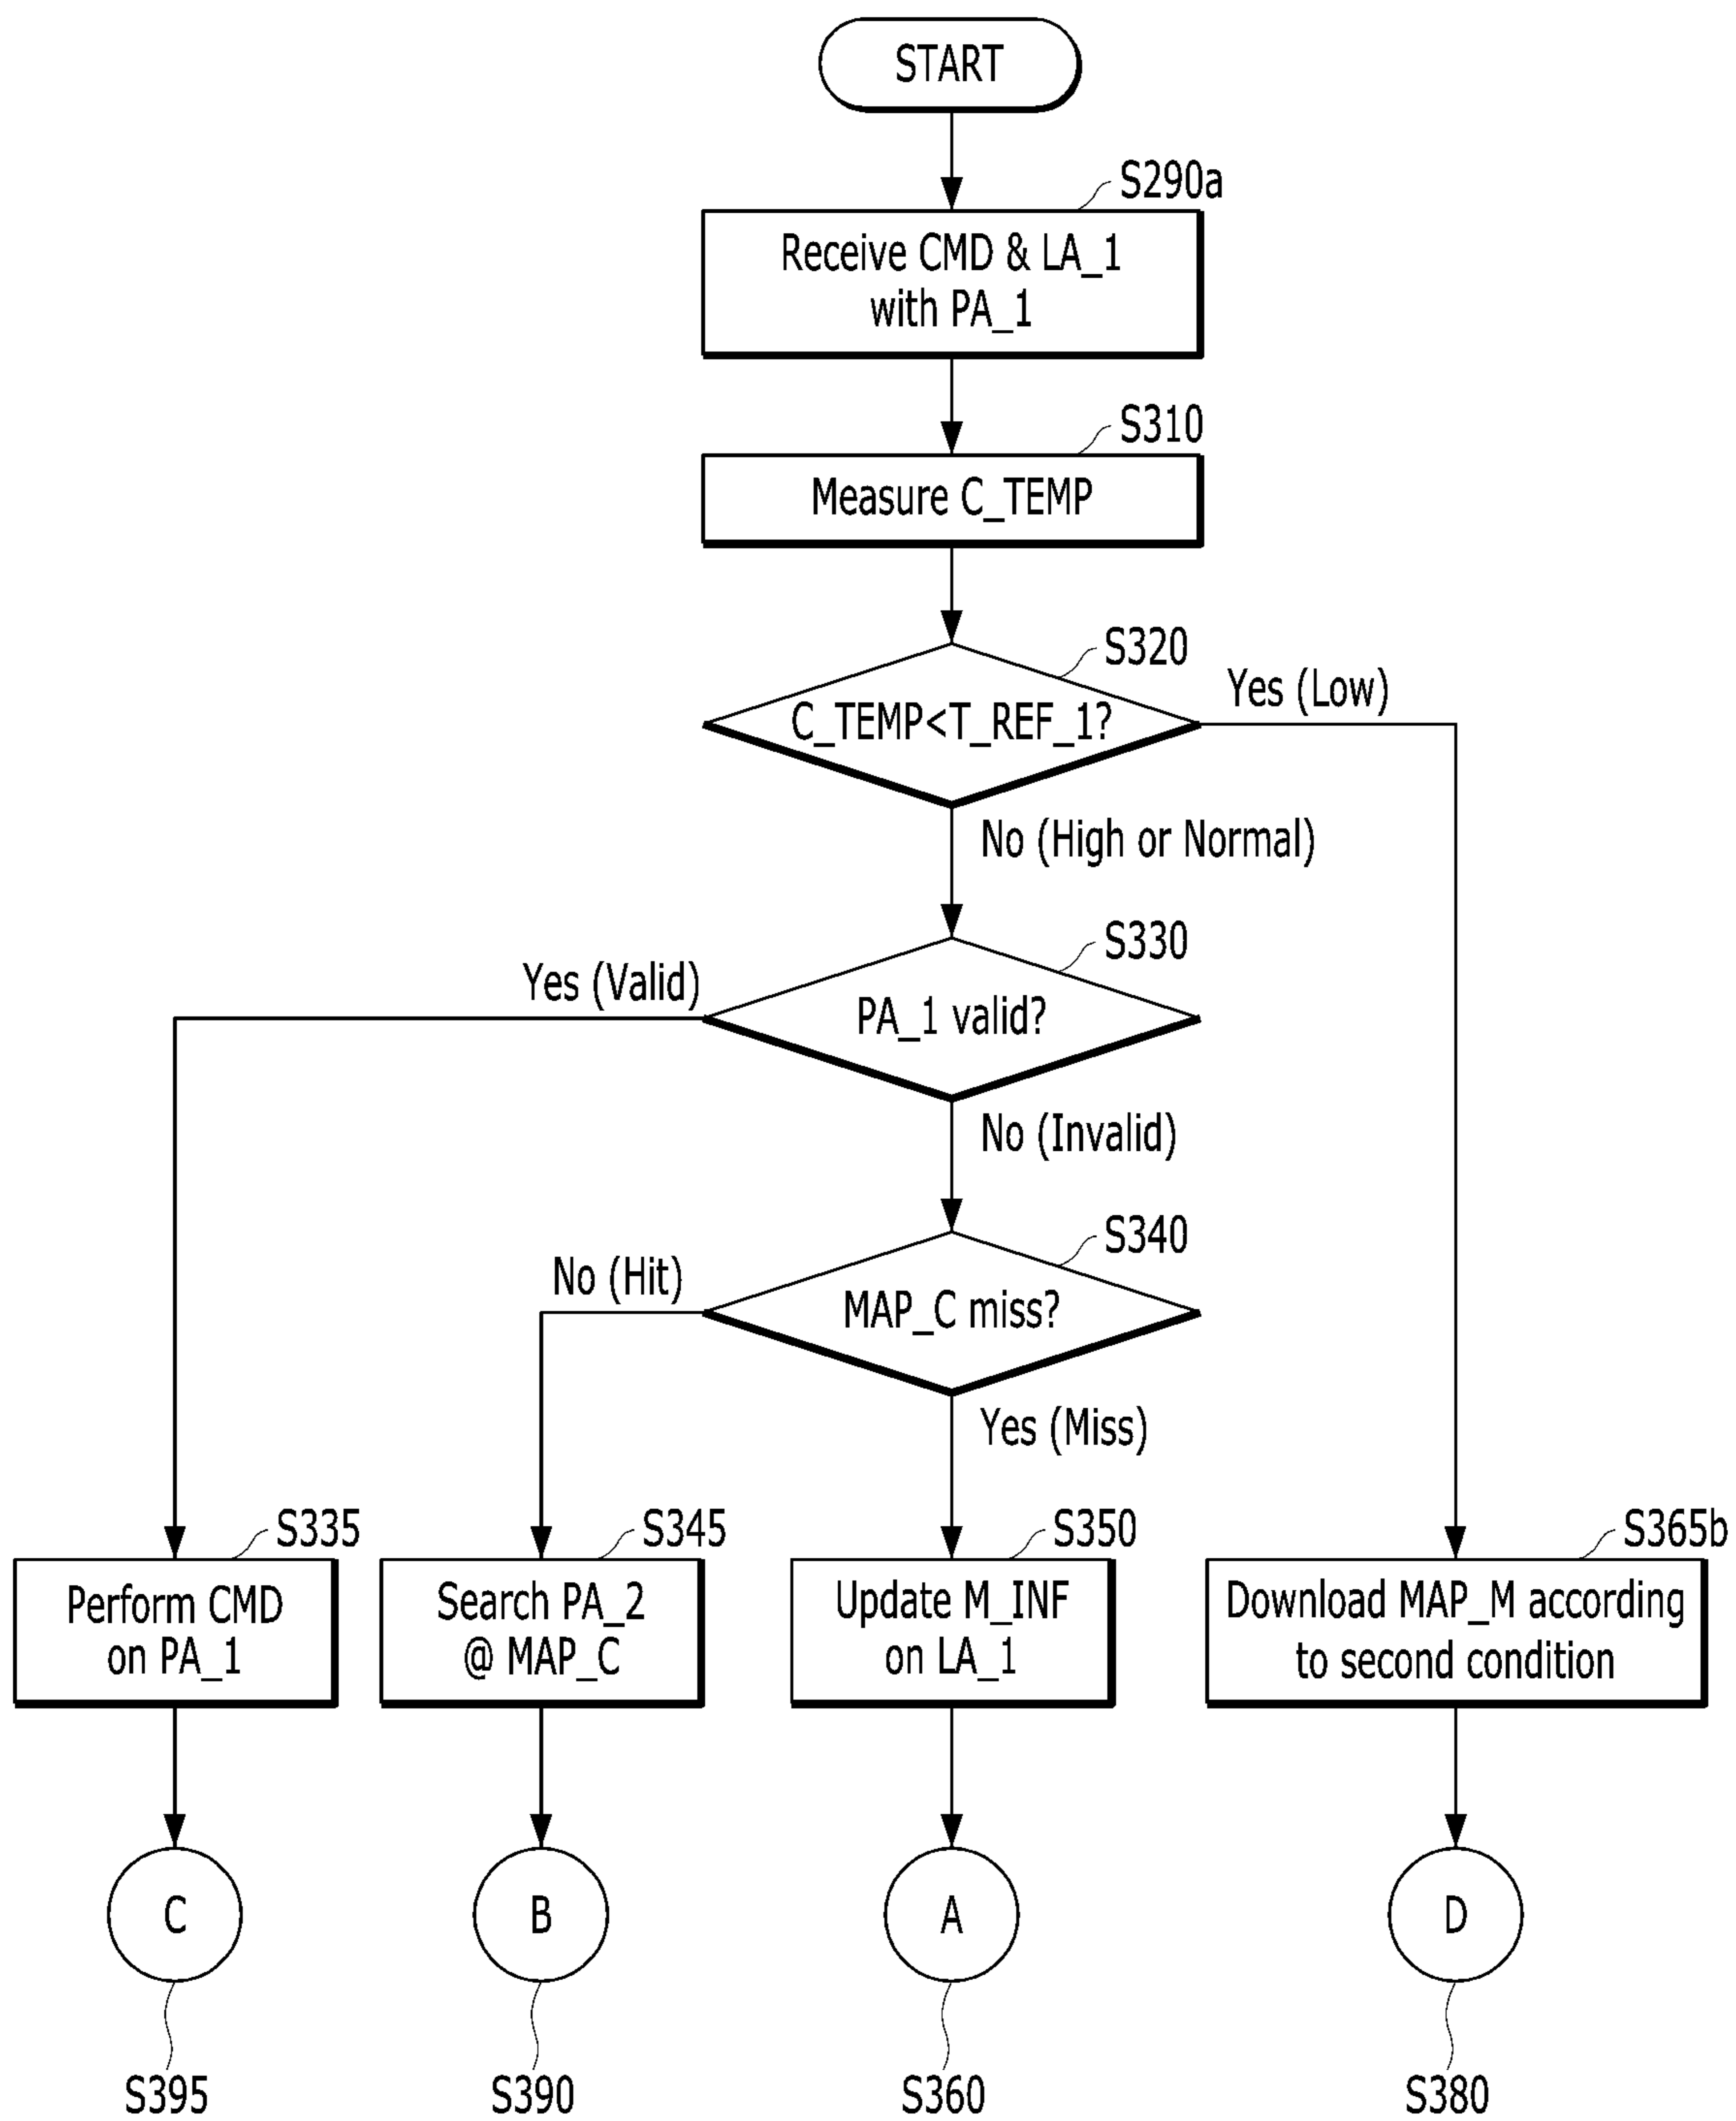 START
S290a
Receive CMD & LA_1
with PA_1
S310
Measure C_TEMP
S320
C_TEMP<T_REF_1?
Yes (Low)
No (High or Normal)
S330
Yes (Valid)
PA_1 valid?
No (Invalid)
S340
No (Hit)
MAP_C miss?
Yes (Miss)
S335
Perform CMD
on PA_1
S345
Search PA_2
@ MAP_C
S350
Update M_INF
on LA_1
S365b
Download MAP_M according
to second condition
C
B
A
D
S395
S390
S360
S380